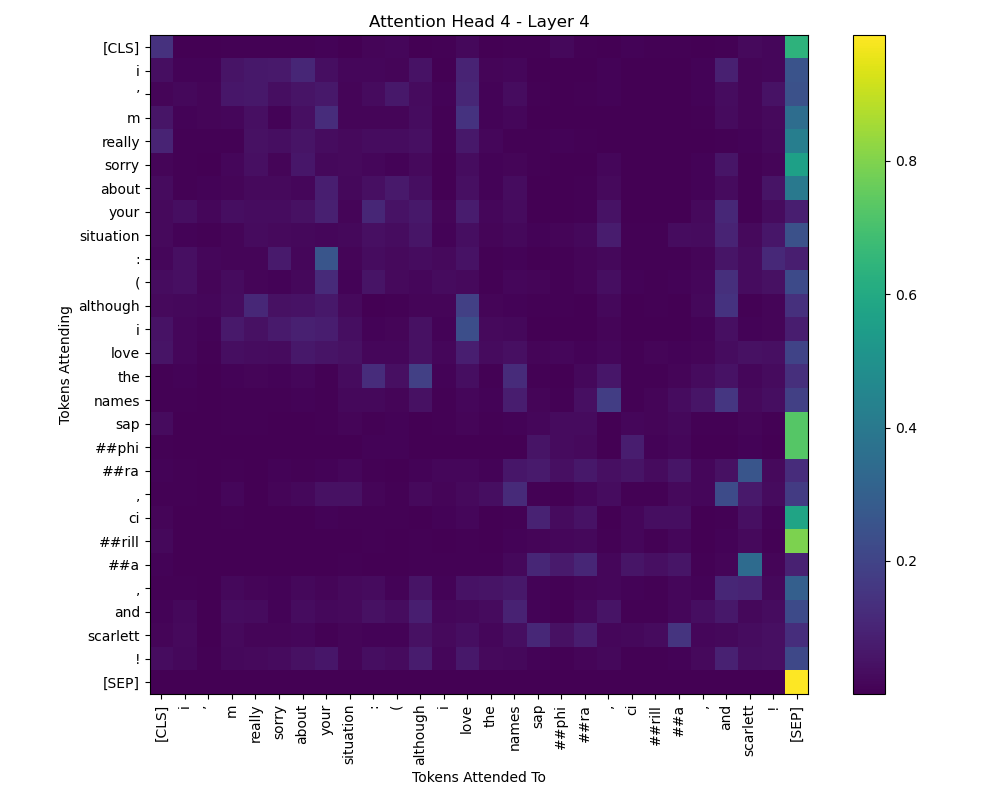 Attention Head 4 - Layer 4
Tokens Attending
[CLS]
i
’
m
really
sorry
about
your
situation
:
(
although
i
love
the
names
sap
##phi
##ra
,
ci
##rill
##a
,
and
scarlett
!
[SEP]
[CLS]
i
’
m
really
sorry
about
your
situation
:
(
although
i
love
the
names
sap
##phi
##ra
,
ci
##rill
##a
,
and
scarlett
!
[SEP]
Tokens Attended To
0.8
0.6
0.4
0.2